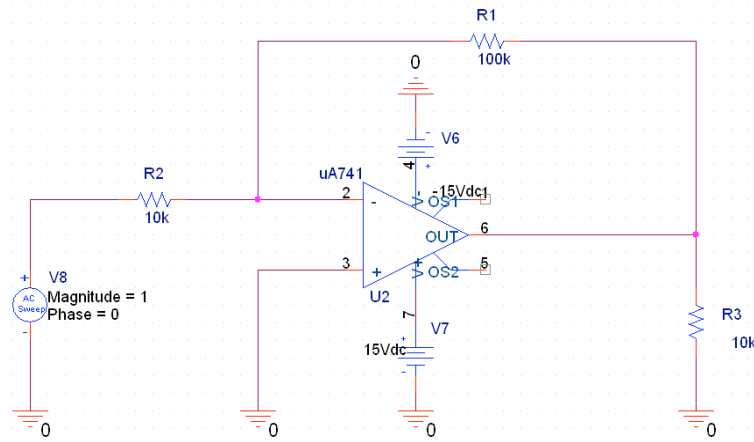 R1
100k
0
V6
-
+
4
uA741
-15Vdc
1
R2
10k
2
-
V-
OS1
OUT
6
V8
+
AC
Sweep
-
Magnitude = 1
Phase = 0
3
+
V+
OS2
5
U2
7
V7
+
15Vdc
-
R3
10k
0
0
0
0